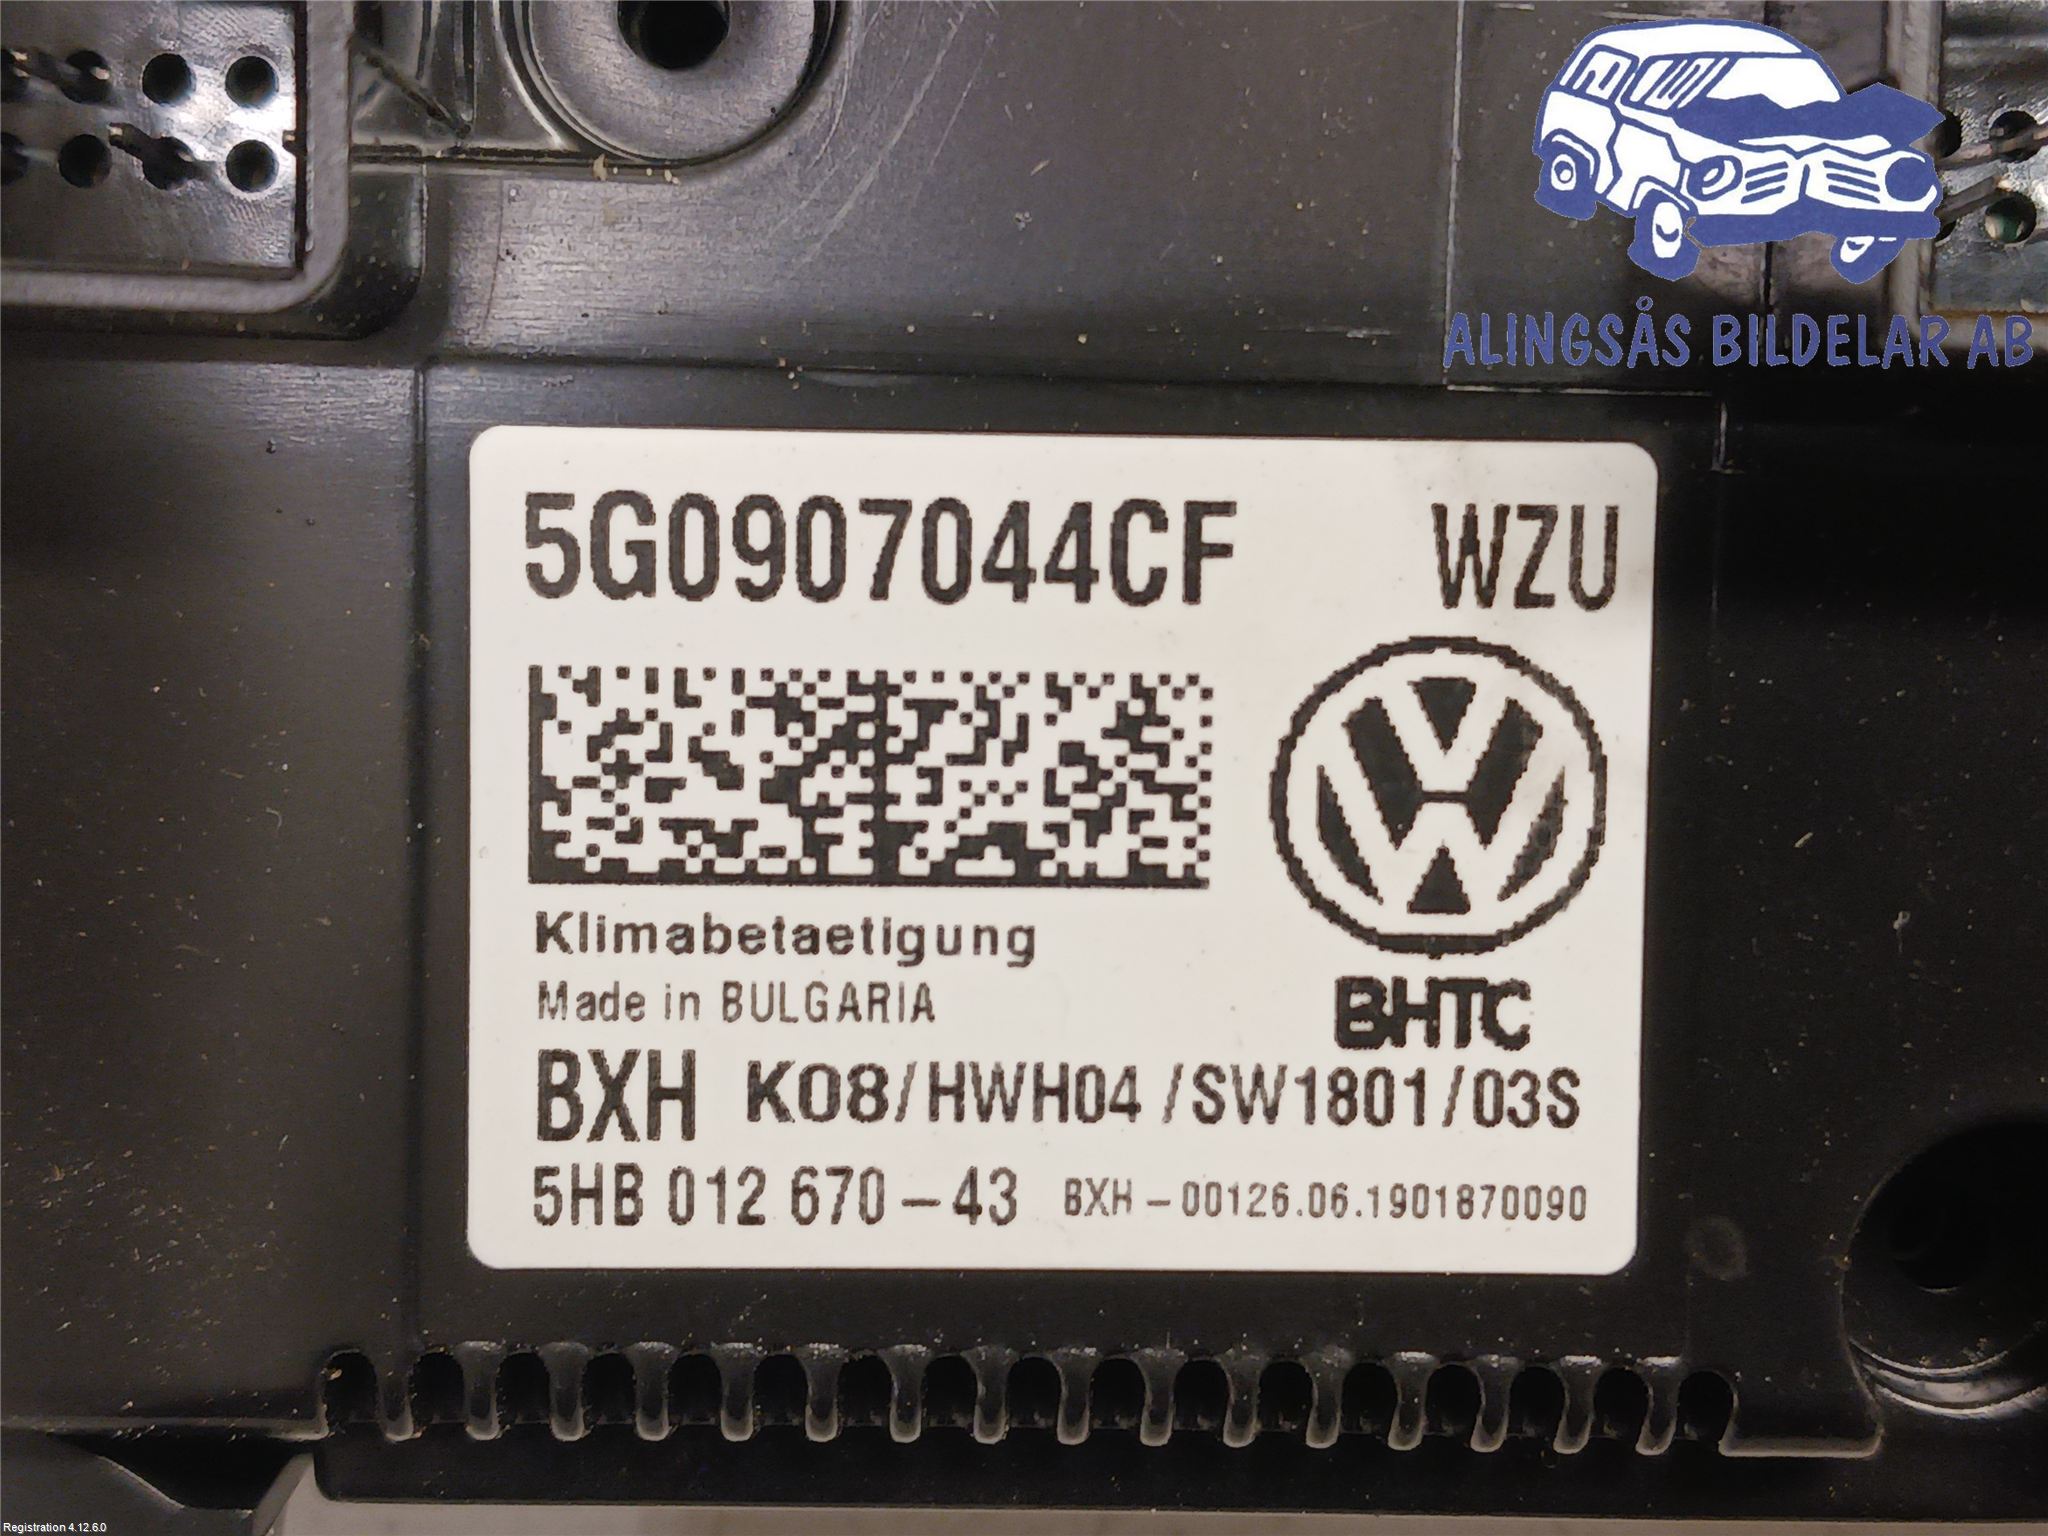 ALINGSÅS BILDELAR AB
5G0907044CF WZU
Klimabetaetigung
Made in BULGARIA
BHTC
BXH K08/HWH04 /SW1801/03S
5HB 012 670-43 BXH-00126.06.1901870090
Registration 4.12.6.0